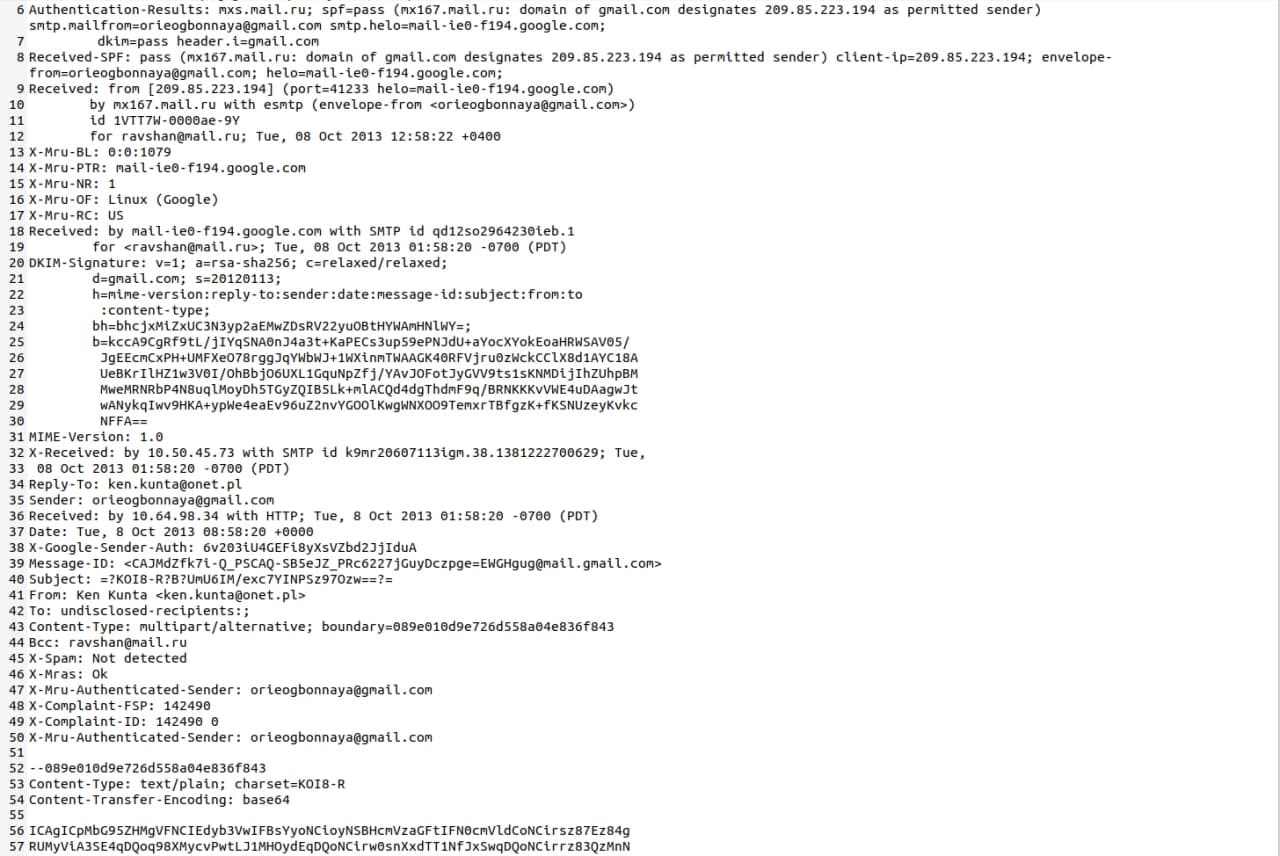 6 Authentication-Results: mxs.mail.ru; spf=pass (mx167.mail.ru: domain of gmail.com designates 209.85.223.194 as permitted sender)
smtp.mailfrom=orieogbonnaya@gmail.com smtp.helo=mail-ie0-f194.google.com;
7 dkim=pass header.i=gmail.com
8 Received-SPF: pass (mx167.mail.ru: domain of gmail.com designates 209.85.223.194 as permitted sender) client-ip=209.85.223.194; envelope-
from=orieogbonnaya@gmail.com; helo=mail-ie0-f194.google.com;
9 Received: from [209.85.223.194] (port=41233 helo=mail-ie0-f194.google.com)
10 by mx167.mail.ru with esmtp (envelope-from <orieogbonnaya@gmail.com>)
11 id 1VTT7W-0000ae-9Y
12 for ravshan@mail.ru; Tue, 08 Oct 2013 12:58:22 +0400
13 X-Mru-BL: 0:0:1079
14 X-Mru-PTR: mail-ie0-f194.google.com
15 X-Mru-NR: 1
16 X-Mru-OF: Linux (Google)
17 X-Mru-RC: US
18 Received: by mail-ie0-f194.google.com with SMTP id qd12so2964230ieb.1
19 for <ravshan@mail.ru>; Tue, 08 Oct 2013 01:58:20 -0700 (PDT)
20 DKIM-Signature: v=1; a=rsa-sha256; c=relaxed/relaxed;
21 d=gmail.com; s=20120113;
22 h=mime-version:reply-to:sender:date:message-id:subject:from:to
23 :content-type;
24 bh=bhcjxMiZxUC3N3yp2aEMwZDsRV22yuOBtHYWAmHNlWY=;
25 b=kccA9CgRf9tL/jIYqSNA0nJ4a3t+KaPECs3up59ePNJdU+aYocXYokEoaHRWSAV05/
26 JgEEcmCxPH+UMFXeO78rggJqYWbWJ+1WXinmTWAAGK40RFVjru0zWckCClX8d1AYC18A
27 UeBKrIlHZ1w3V0I/OhBbjO6UXL1GquNpZfj/YAvJOFotJyGVV9ts1sKNMDijIhZUhpBM
28 MweMRNRbP4N8uqlMoyDh5TGyZQIB5Lk+mlACQd4dgThdmF9q/BRNKKKvVWE4uDAagwJt
29 wANykqIwv9HKA+ypWe4eaEv96uZ2nvYGOOlKwgWNXOO9TemxrTBfgzK+fKSNUzeyKvkc
30 NFFA==
31 MIME-Version: 1.0
32 X-Received: by 10.50.45.73 with SMTP id k9mr20607113igm.38.1381222700629; Tue,
33 08 Oct 2013 01:58:20 -0700 (PDT)
34 Reply-To: ken.kunta@onet.pl
35 Sender: orieogbonnaya@gmail.com
36 Received: by 10.64.98.34 with HTTP; Tue, 8 Oct 2013 01:58:20 -0700 (PDT)
37 Date: Tue, 8 Oct 2013 08:58:20 +0000
38 X-Google-Sender-Auth: 6v203iU4GEFi8yXsVZbd2JjIduA
39 Message-ID: <CAJMdZfk7i-Q_PSCAQ-SB5eJZ_PRc6227jGuyDczpge=EWGHgug@mail.gmail.com>
40 Subject: =?KOI8-R?B?UmU6IM/exc7YINPSz97Ozw==?=
41 From: Ken Kunta <ken.kunta@onet.pl>
42 To: undisclosed-recipients:;
43 Content-Type: multipart/alternative; boundary=089e010d9e726d558a04e836f843
44 Bcc: ravshan@mail.ru
45 X-Spam: Not detected
46 X-Mras: Ok
47 X-Mru-Authenticated-Sender: orieogbonnaya@gmail.com
48 X-Complaint-FSP: 142490
49 X-Complaint-ID: 142490 0
50 X-Mru-Authenticated-Sender: orieogbonnaya@gmail.com
51
52 --089e010d9e726d558a04e836f843
53 Content-Type: text/plain; charset=KOI8-R
54 Content-Transfer-Encoding: base64
55
56 ICAgICpMbG95ZHMgVFNCIEdyb3VwIFBsYyoNCioyNSBHcmVzaGFtIFN0cmVldCoNCirsz87Ez84g
57 RUMyViA3SE4qDQoq98XMycvPwtLJ1MHOydEqDQoNCirw0snXxdTT1NfJxSwqDQoNCirrz83QzMnN